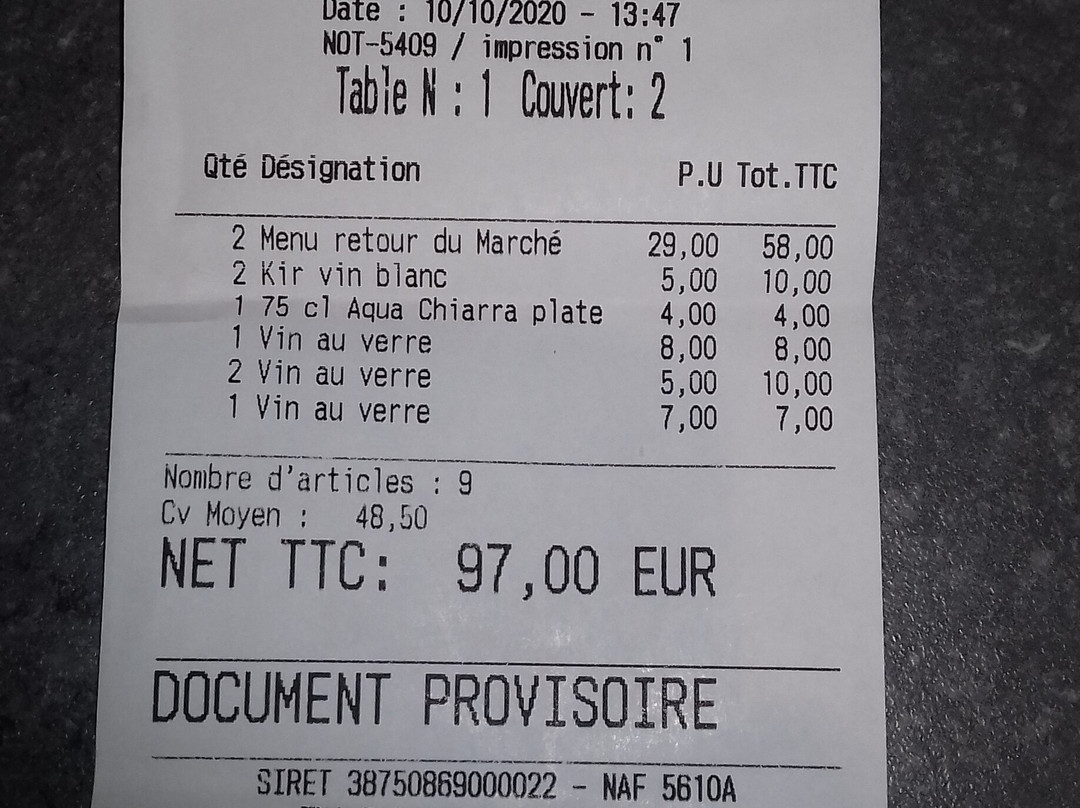 Date : 10/10/2020 - 13:47
NOT-5409 / impression n° 1
Table N : 1 Couvert: 2
Qté Désignation P.U Tot.TTC
2 Menu retour du Marché 29,00 58,00
2 Kir vin blanc 5,00 10,00
1 75 cl Aqua Chiarra plate 4,00 4,00
1 Vin au verre 8,00 8,00
2 Vin au verre 5,00 10,00
1 Vin au verre 7,00 7,00
Nombre d'articles : 9
Cv Moyen : 48,50
NET TTC: 97,00 EUR
DOCUMENT PROVISOIRE
SIRET 38750869000022 - NAF 5610A